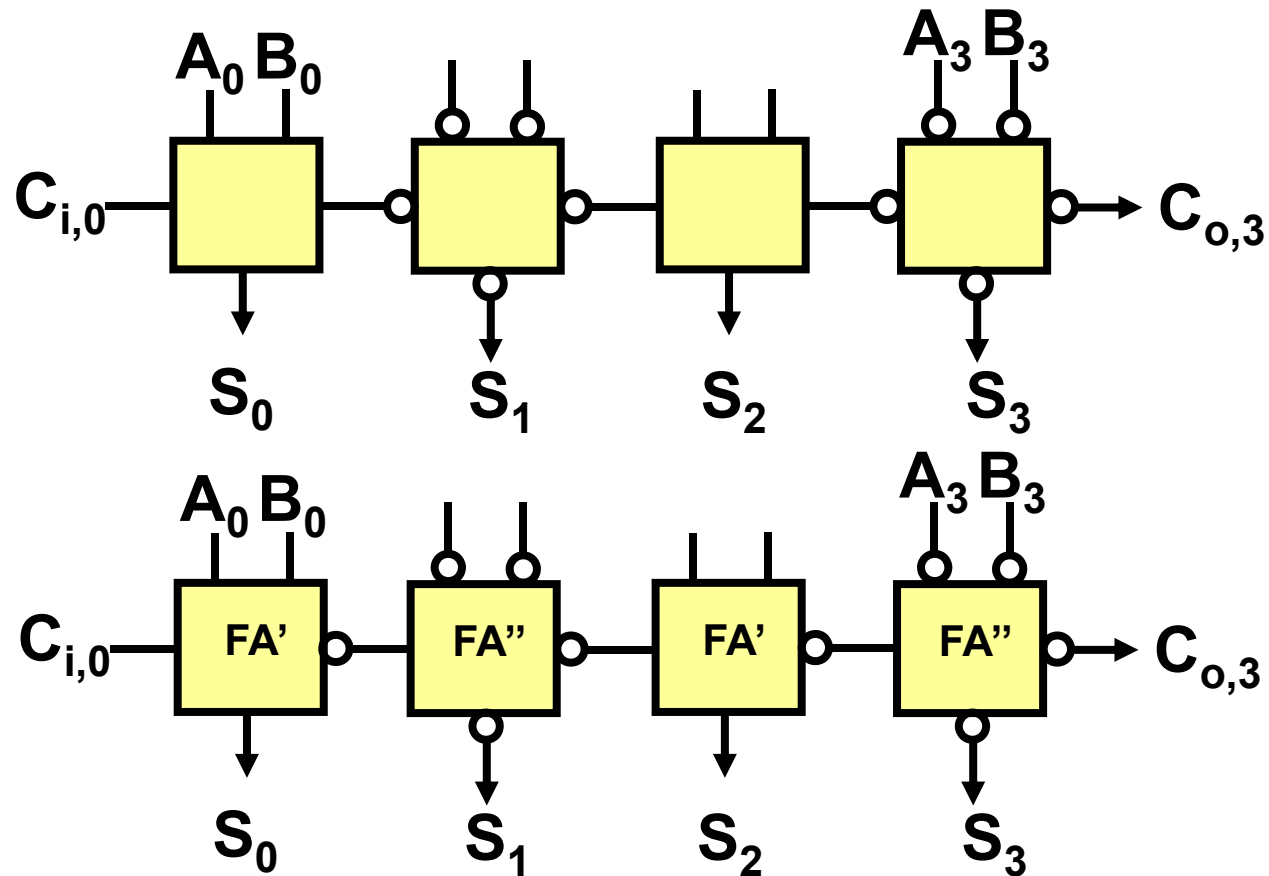 A₀ B₀ A₃ B₃
Cᵢ,₀ Cₒ,₃
S₀ S₁ S₂ S₃
A₀ B₀ A₃ B₃
Cᵢ,₀ FA' FA'' FA' FA'' Cₒ,₃
S₀ S₁ S₂ S₃